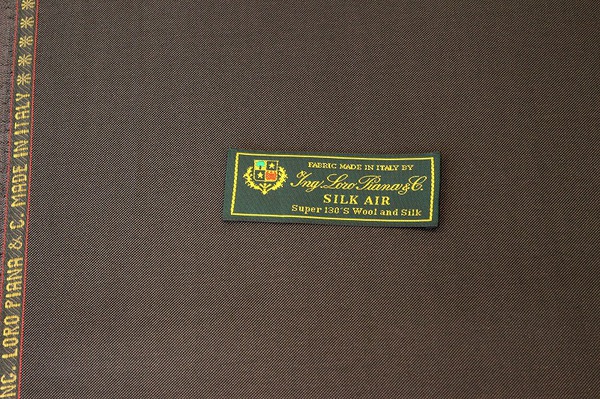 FABRIC MADE IN ITALY BY
Ing. Loro Piana & C.
SILK AIR
Super 130'S Wool and Silk
NG. LORO PIANA & C. MADE IN ITALY ✳✳✳✳